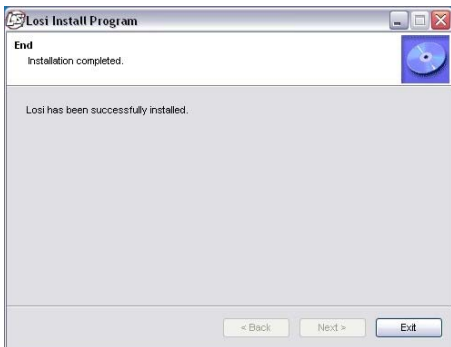 Losi Install Program
End
Installation completed.
Losi has been successfully installed.
< Back
Next >
Exit